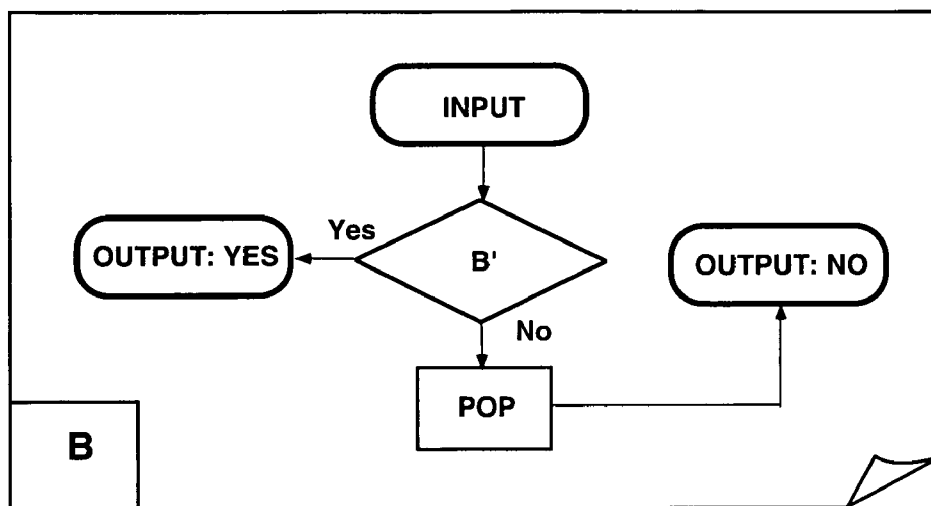 INPUT
Yes
OUTPUT: YES
B'
OUTPUT: NO
No
POP
B